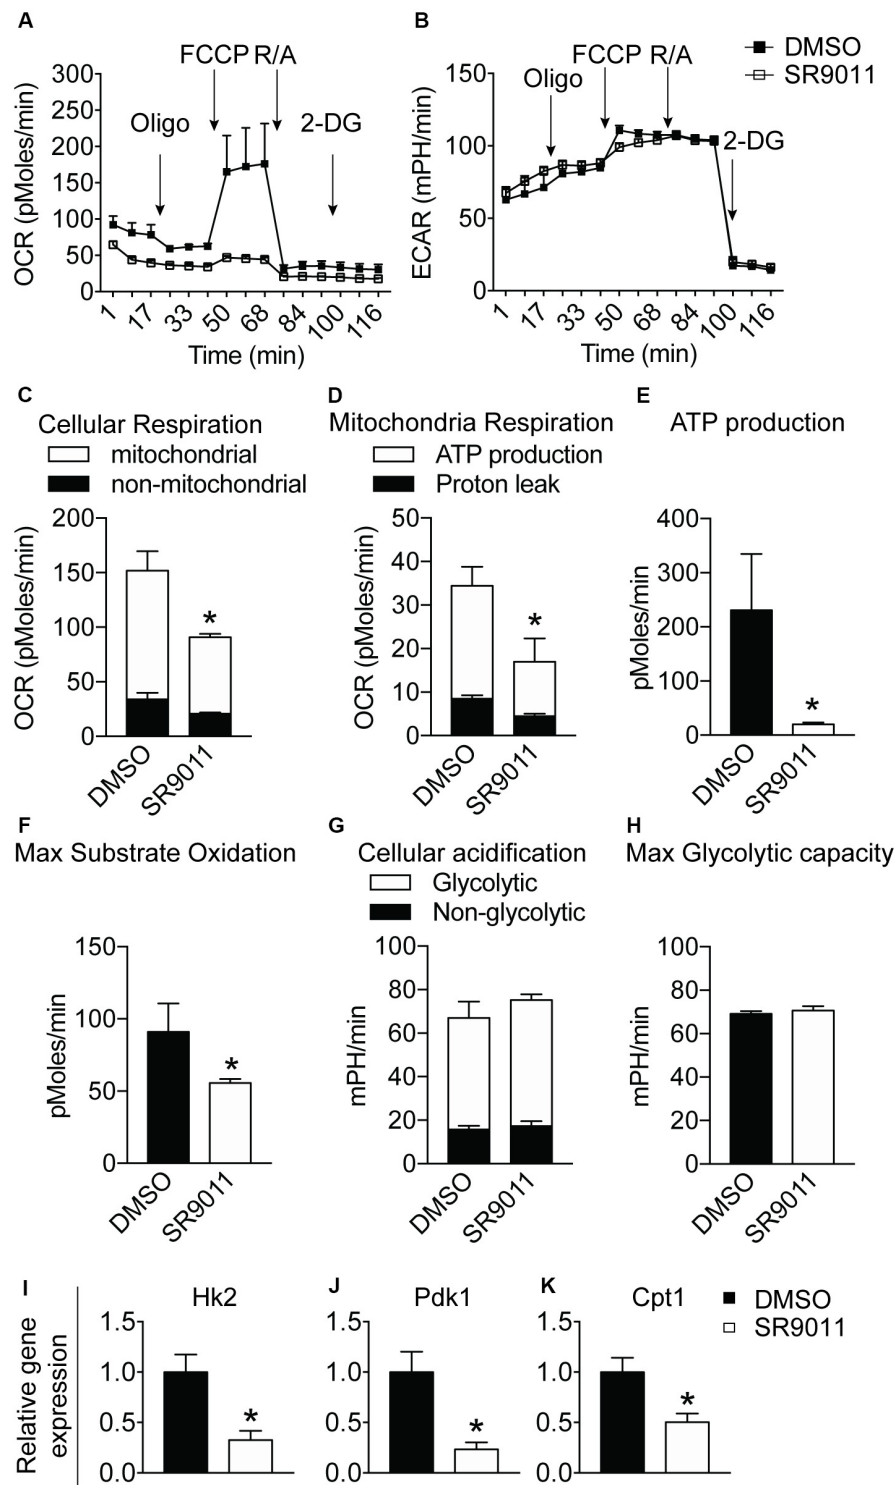 A
FCCP R/A
Oligo
2-DG
OCR (pMoles/min)
300
250
200
150
100
50
0
1 17 33 50 68 84 100 116
Time (min)
B
FCCP R/A
Oligo
2-DG
DMSO
SR9011
ECAR (mPH/min)
150
100
50
0
1 17 33 50 68 84 100 116
Time (min)
C
Cellular Respiration
mitochondrial
non-mitochondrial
OCR (pMoles/min)
200
150
100
50
0
*
DMSO
SR9011
D
Mitochondria Respiration
ATP production
Proton leak
OCR (pMoles/min)
50
40
30
20
10
0
*
DMSO
SR9011
E
ATP production
pMoles/min
400
300
200
100
0
*
DMSO
SR9011
F
Max Substrate Oxidation
pMoles/min
150
100
50
0
*
DMSO
SR9011
G
Cellular acidification
Glycolytic
Non-glycolytic
mPH/min
100
80
60
40
20
0
DMSO
SR9011
H
Max Glycolytic capacity
mPH/min
100
80
60
40
20
0
DMSO
SR9011
Relative gene
expression
I
Hk2
1.5
1.0
0.5
0.0
*
J
Pdk1
1.5
1.0
0.5
0.0
*
K
Cpt1
1.5
1.0
0.5
0.0
*
DMSO
SR9011